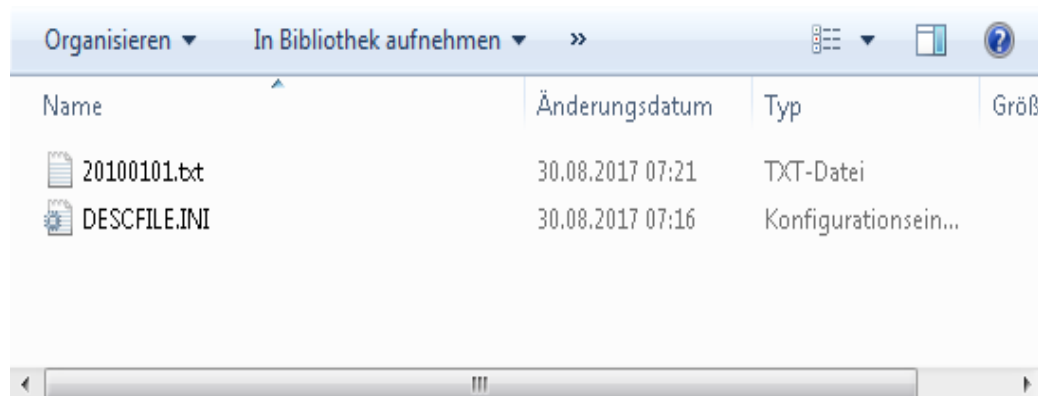 Organisieren In Bibliothek aufnehmen »
Name Änderungsdatum Typ Größ
20100101.txt 30.08.2017 07:21 TXT-Datei
DESCFILE.INI 30.08.2017 07:16 Konfigurationsein...